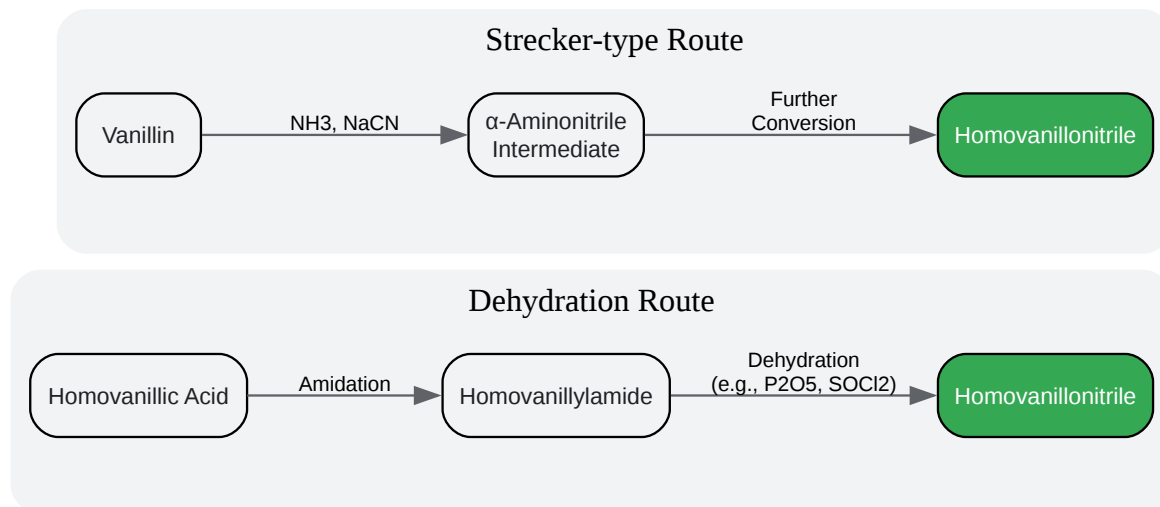 Strecker-type Route
Vanillin
NH3, NaCN
α-Aminonitrile
Intermediate
Further
Conversion
Homovanillonitrile
Dehydration Route
Homovanillic Acid
Amidation
Homovanillylamide
Dehydration
(e.g., P2O5, SOCl2)
Homovanillonitrile